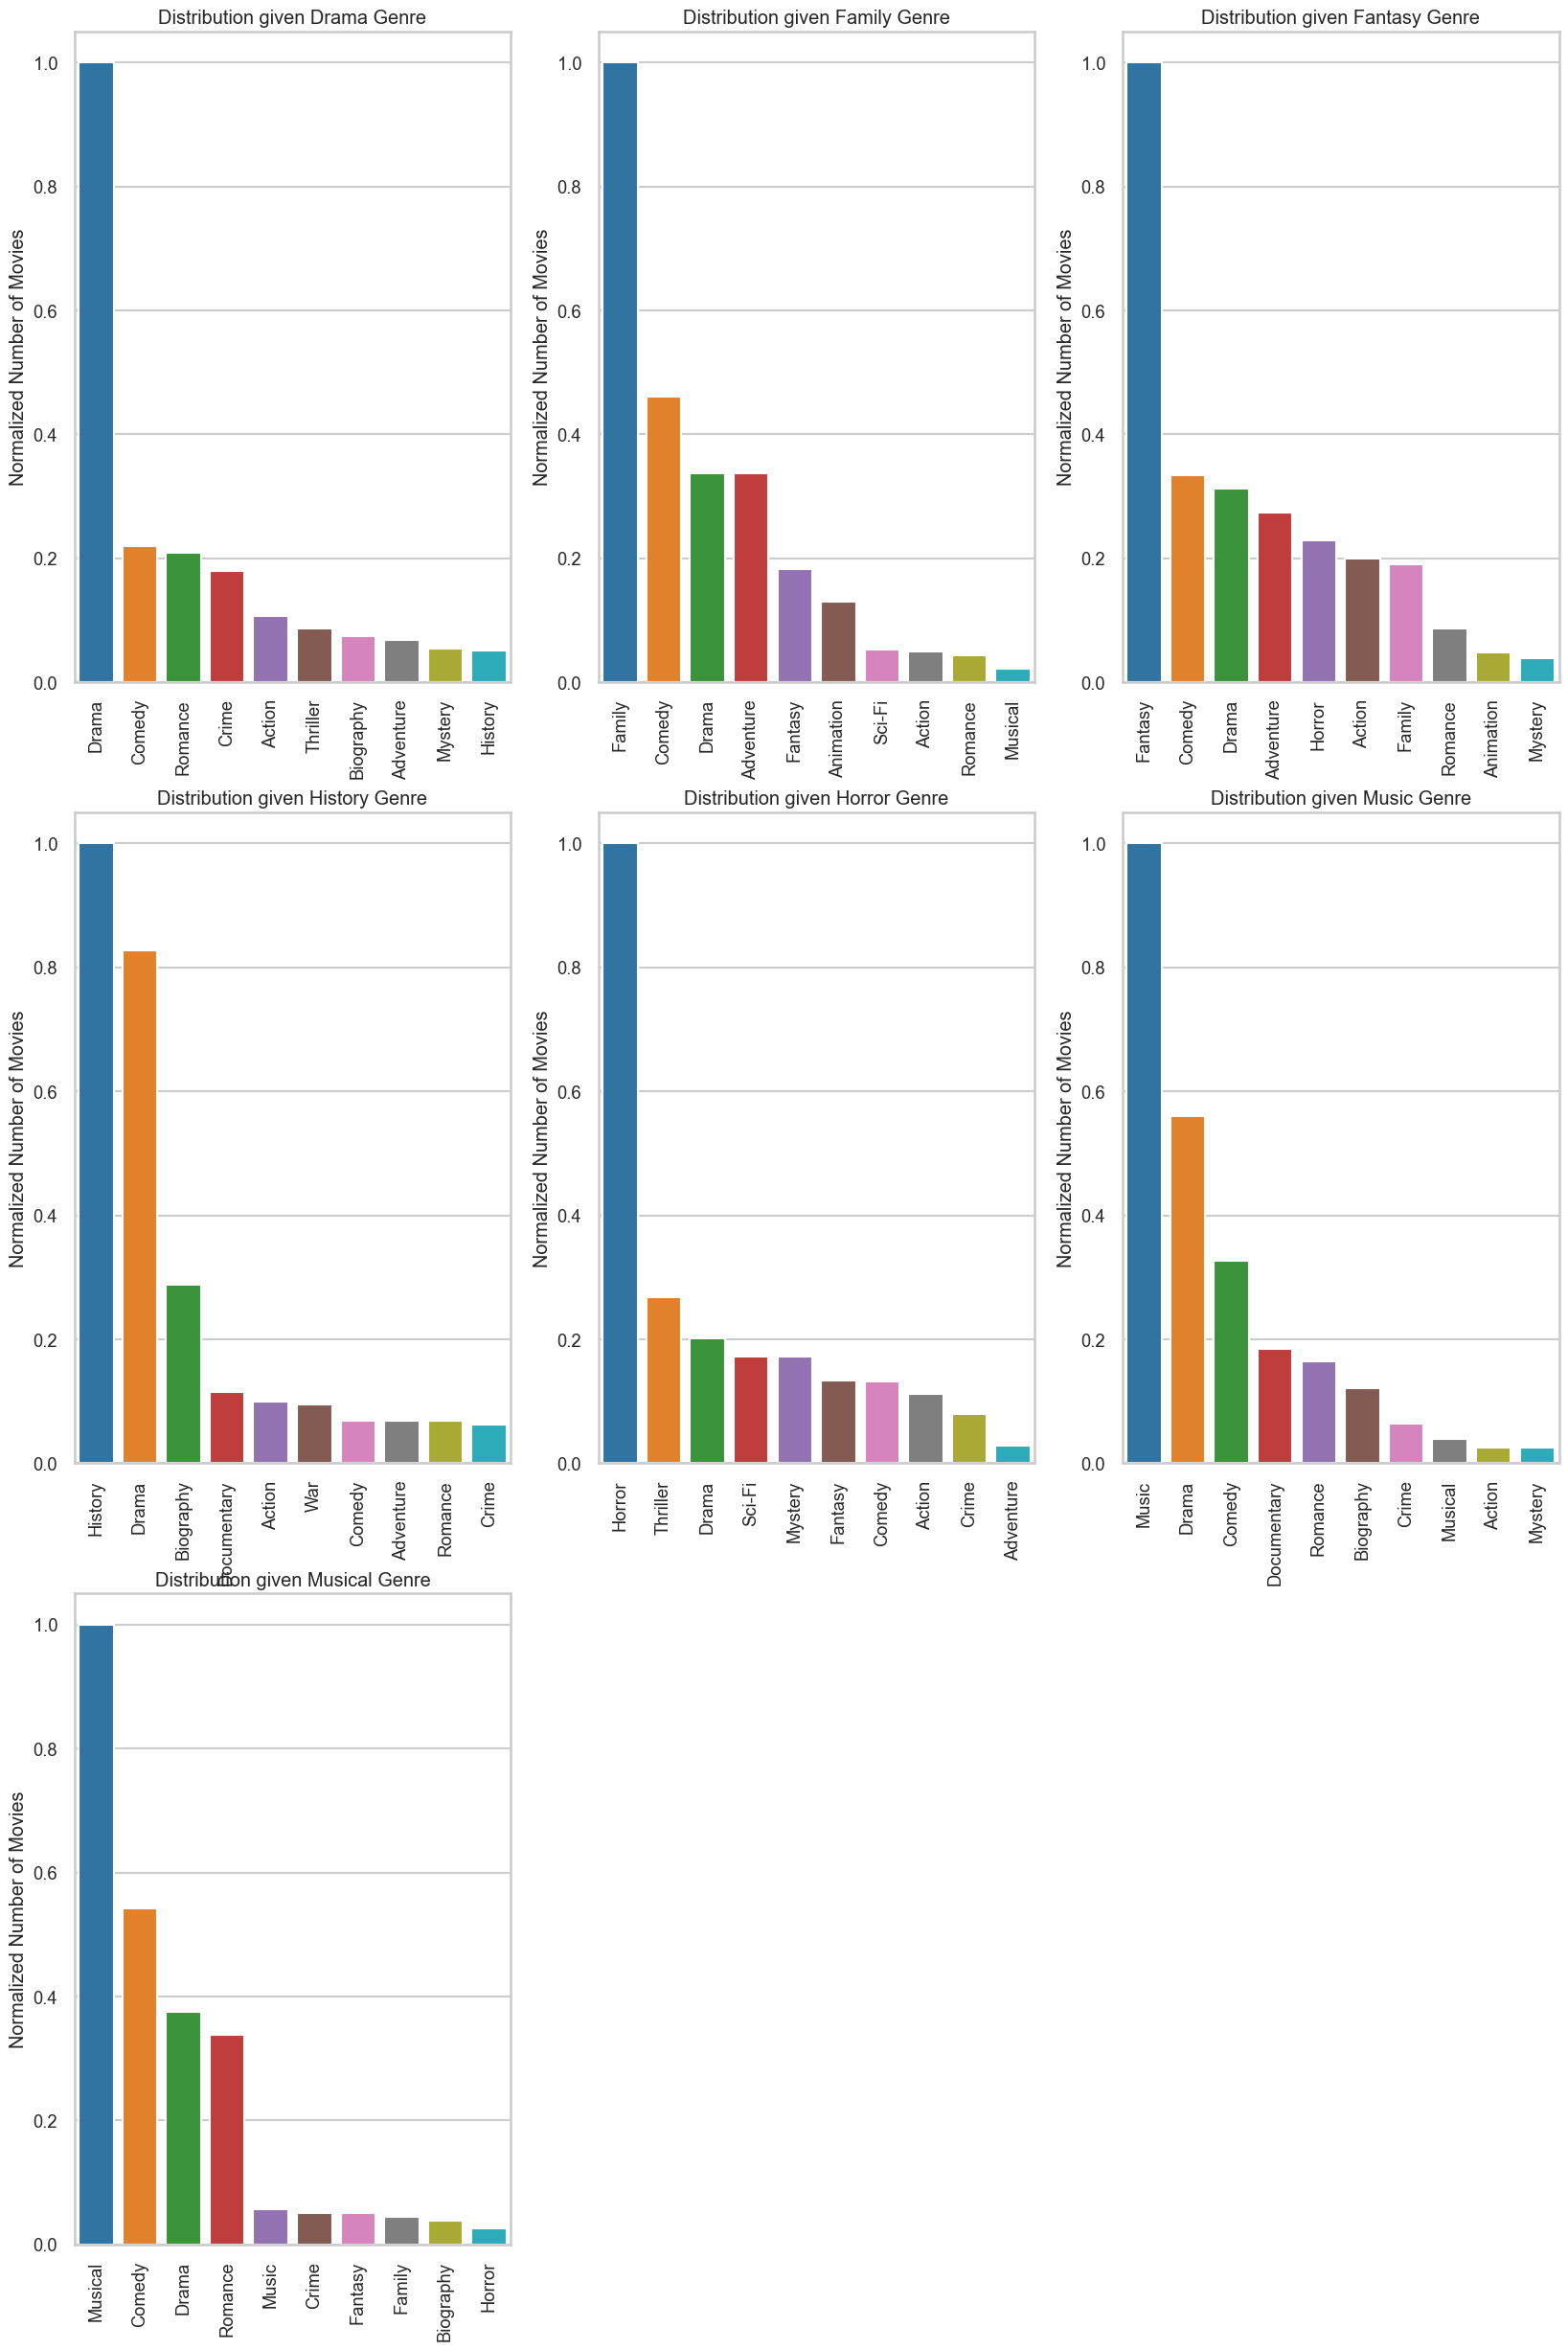 Distribution given Drama Genre
Normalized Number of Movies
1.0
0.8
0.6
0.4
0.2
0.0
Drama
Comedy
Romance
Crime
Action
Thriller
Biography
Adventure
Mystery
History
Distribution given Family Genre
Normalized Number of Movies
1.0
0.8
0.6
0.4
0.2
0.0
Family
Comedy
Drama
Adventure
Fantasy
Animation
Sci-Fi
Action
Romance
Musical
Distribution given Fantasy Genre
Normalized Number of Movies
1.0
0.8
0.6
0.4
0.2
0.0
Fantasy
Comedy
Drama
Adventure
Horror
Action
Family
Romance
Animation
Mystery
Distribution given History Genre
Normalized Number of Movies
1.0
0.8
0.6
0.4
0.2
0.0
History
Drama
Biography
Documentary
Action
War
Comedy
Adventure
Romance
Crime
Distribution given Horror Genre
Normalized Number of Movies
1.0
0.8
0.6
0.4
0.2
0.0
Horror
Thriller
Drama
Sci-Fi
Mystery
Fantasy
Comedy
Action
Crime
Adventure
Distribution given Music Genre
Normalized Number of Movies
1.0
0.8
0.6
0.4
0.2
0.0
Music
Drama
Comedy
Documentary
Romance
Biography
Crime
Musical
Action
Mystery
Distribution given Musical Genre
Normalized Number of Movies
1.0
0.8
0.6
0.4
0.2
0.0
Musical
Comedy
Drama
Romance
Music
Crime
Fantasy
Family
Biography
Horror